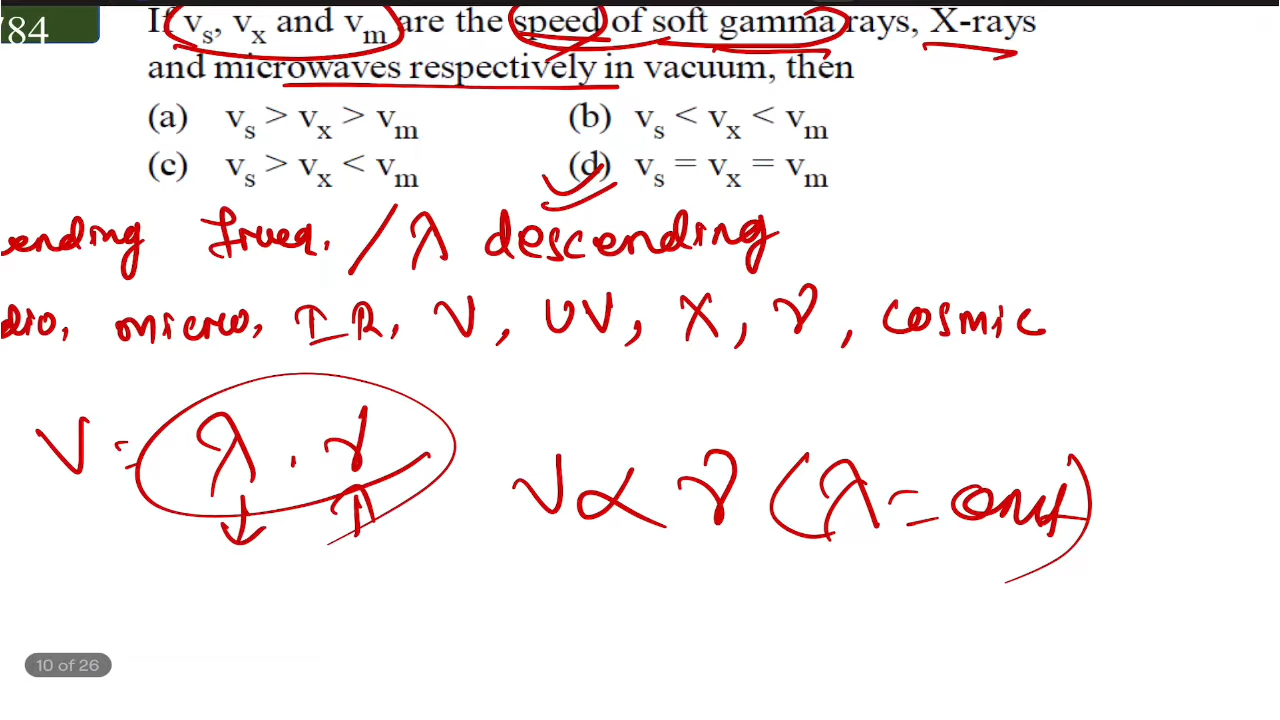 784
If vs, vx and vm are the speed of soft gamma rays, X-rays
and microwaves respectively in vacuum, then
(a) vs > vx > vm (b) vs < vx < vm
(c) vs > vx < vm (d) vs = vx = vm
ending freq. / λ descending
dio, micro, IR, V, UV, X, γ, cosmic
V = λ . ν
V ∝ ν (λ = const)
10 of 26